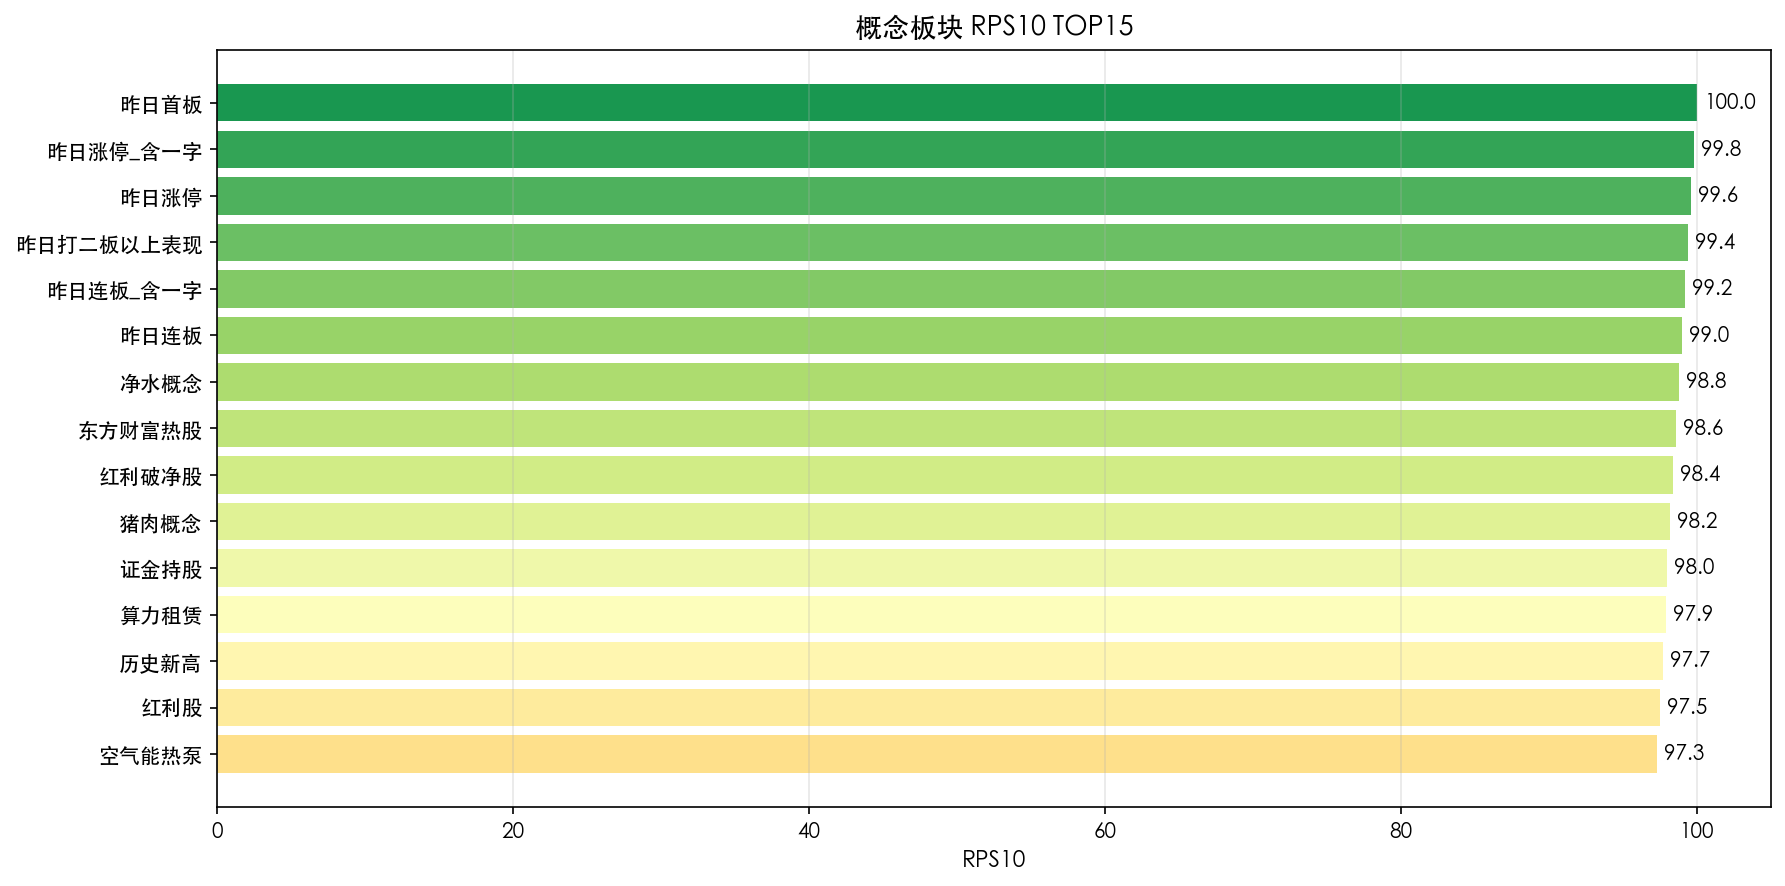 概念板块 RPS10 TOP15
昨日首板 100.0
昨日涨停_含一字 99.8
昨日涨停 99.6
昨日打二板以上表现 99.4
昨日连板_含一字 99.2
昨日连板 99.0
净水概念 98.8
东方财富热股 98.6
红利破净股 98.4
猪肉概念 98.2
证金持股 98.0
算力租赁 97.9
历史新高 97.7
红利股 97.5
空气能热泵 97.3
0 20 40 60 80 100
RPS10